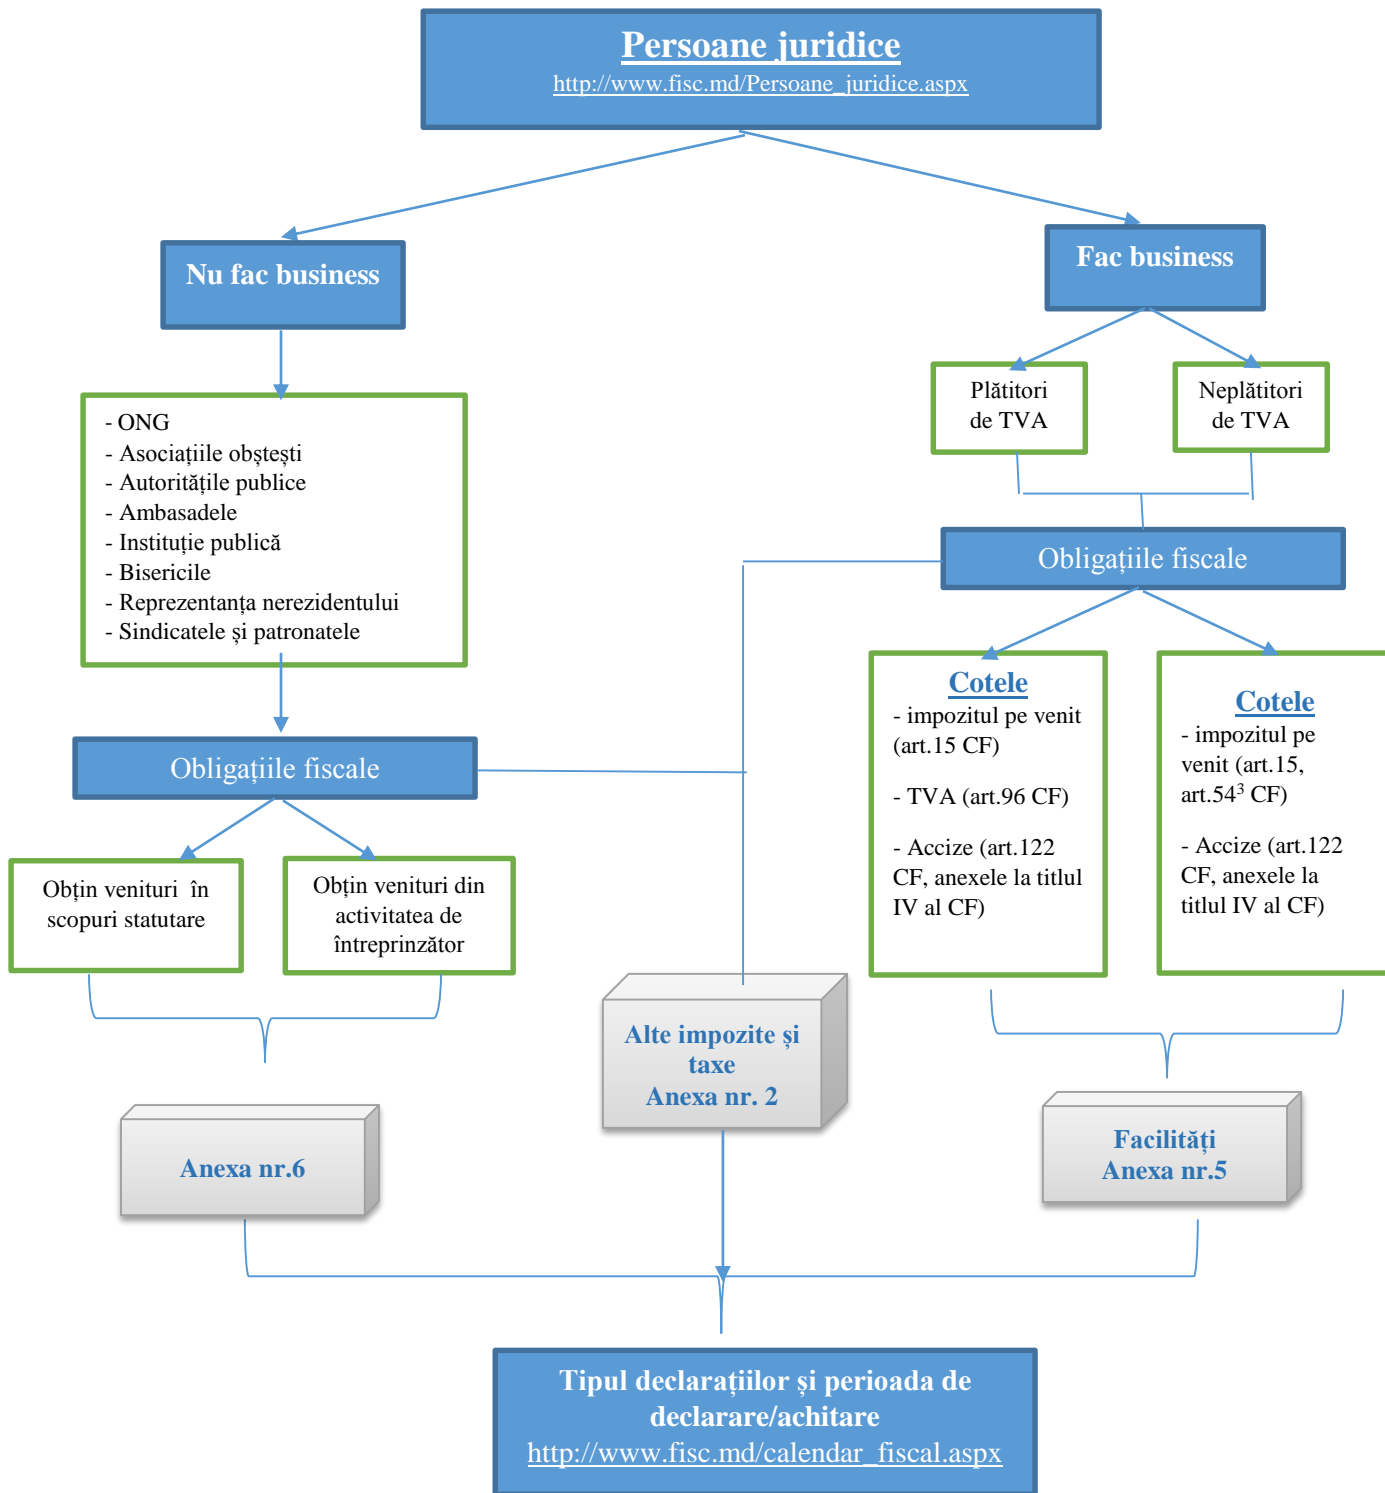 Persoane juridice
http://www.fisc.md/Persoane_juridice.aspx
Nu fac business
Fac business
Plătitori
de TVA
Neplătitori
de TVA
- ONG
- Asociațiile obștești
- Autoritățile publice
- Ambasadele
- Instituție publică
- Bisericile
- Reprezentanța nerezidentului
- Sindicatele și patronatele
Obligațiile fiscale
Obligațiile fiscale
Cotele
- impozitul pe venit
(art.15 CF)
- TVA (art.96 CF)
- Accize (art.122
CF, anexele la titlul
IV al CF)
Cotele
- impozitul pe
venit (art.15,
art.54³ CF)
- Accize (art.122
CF, anexele la
titlul IV al CF)
Obțin venituri în
scopuri statutare
Obțin venituri din
activitatea de
întreprinzător
Alte impozite și
taxe
Anexa nr. 2
Anexa nr.6
Facilități
Anexa nr.5
Tipul declarațiilor și perioada de
declarare/achitare
http://www.fisc.md/calendar_fiscal.aspx